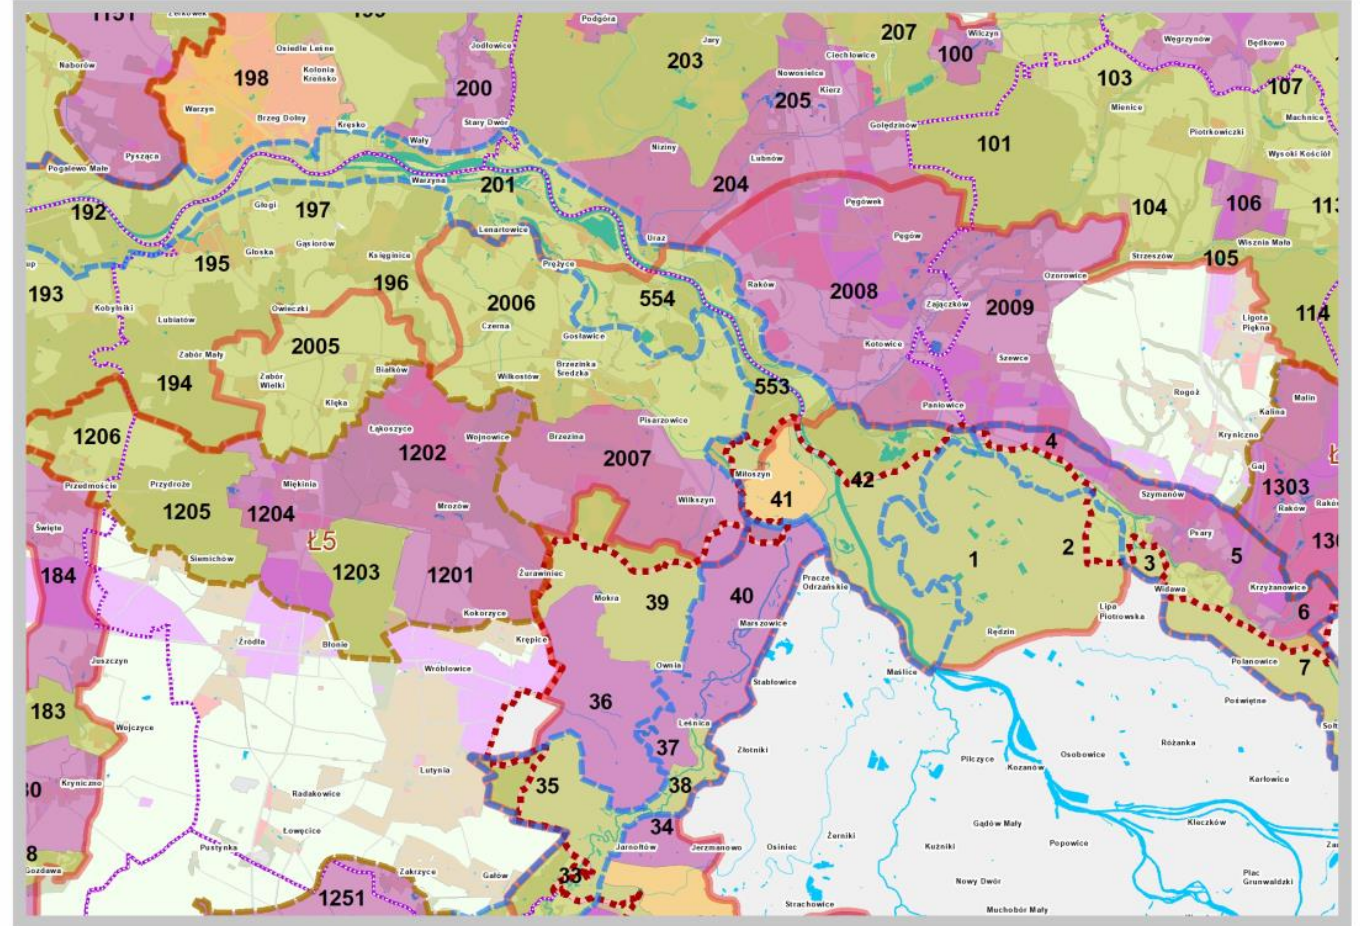 1151
Żerkówek
Podgóra
207
Wilczyn
Węgrzynów
Będkowo
Naborów
198
Osiedle Leśne
Kolonia
Kreńsko
Jodłowice
200
203
Jary
Ciechłowice
100
103
107
Warzyn
Brzeg Dolny
Kręsko
Stary Dwór
Nowosielce
Kierz
205
Mienice
Machnice
Pogalewo Małe
Pysząca
Wały
Niziny
Golędzinów
101
Piotrkowiczki
Wysoki Kościół
Warzyna
201
Lubnów
204
192
Głogi
197
Lenartowice
Uraz
Pęgówek
Pęgów
104
106
Wisznia Mała
195
Głoska
Gąsiorów
Księginice
Prężyce
Ozorowice
Strzeszów
105
193
196
2006
554
Raków
2008
Zajączków
2009
Kobylniki
Lubiatów
Owieczki
Czerna
Gosławice
Ligota
Piękna
114
Zabór Mały
2005
Kotowice
Szewce
194
Zabór
Wielki
Białków
Wilkostów
Brzezinka
Średzka
553
Rogoż
Malin
Klęka
Paniowice
Kalina
1206
Łąkoszyce
Wojnowice
Brzezina
Pisarzowice
Kryniczno
1202
2007
4
Gaj
Przedmoście
Przydroże
Miękinia
Miłoszyn
42
1303
Święte
1205
1204
Mrozów
Wilkszyn
41
Szymanów
Raków
Ł5
Psary
Siemichów
1
2
3
5
184
1203
1201
Żurawiniec
Pracze
Odrzańskie
Widawa
Krzyżanowice
Mokra
39
40
Lipa
Piotrowska
6
Kokorzyce
Marszowice
Źródła
Błonie
Krępice
Rędzin
Polanowice
7
Juszczyn
Wróblowice
Ownia
Maślice
Stabłowice
183
36
Poświętne
Wojczyce
Leśnica
37
Złotniki
Osobowice
Różanka
Lutynia
Pilczyce
Kozanów
Kryniczno
35
38
Karłowice
Radakowice
34
Gądów Mały
Kleczków
Łowęcice
Żerniki
Pustynka
Jarnołtów
Jerzmanowo
Osiniec
Kuźniki
Popowice
Gozdawa
Zakrzyce
Gałów
33
Nowy Dwór
Plac
Grunwaldzki
1251
Strachowice
Muchobór Mały